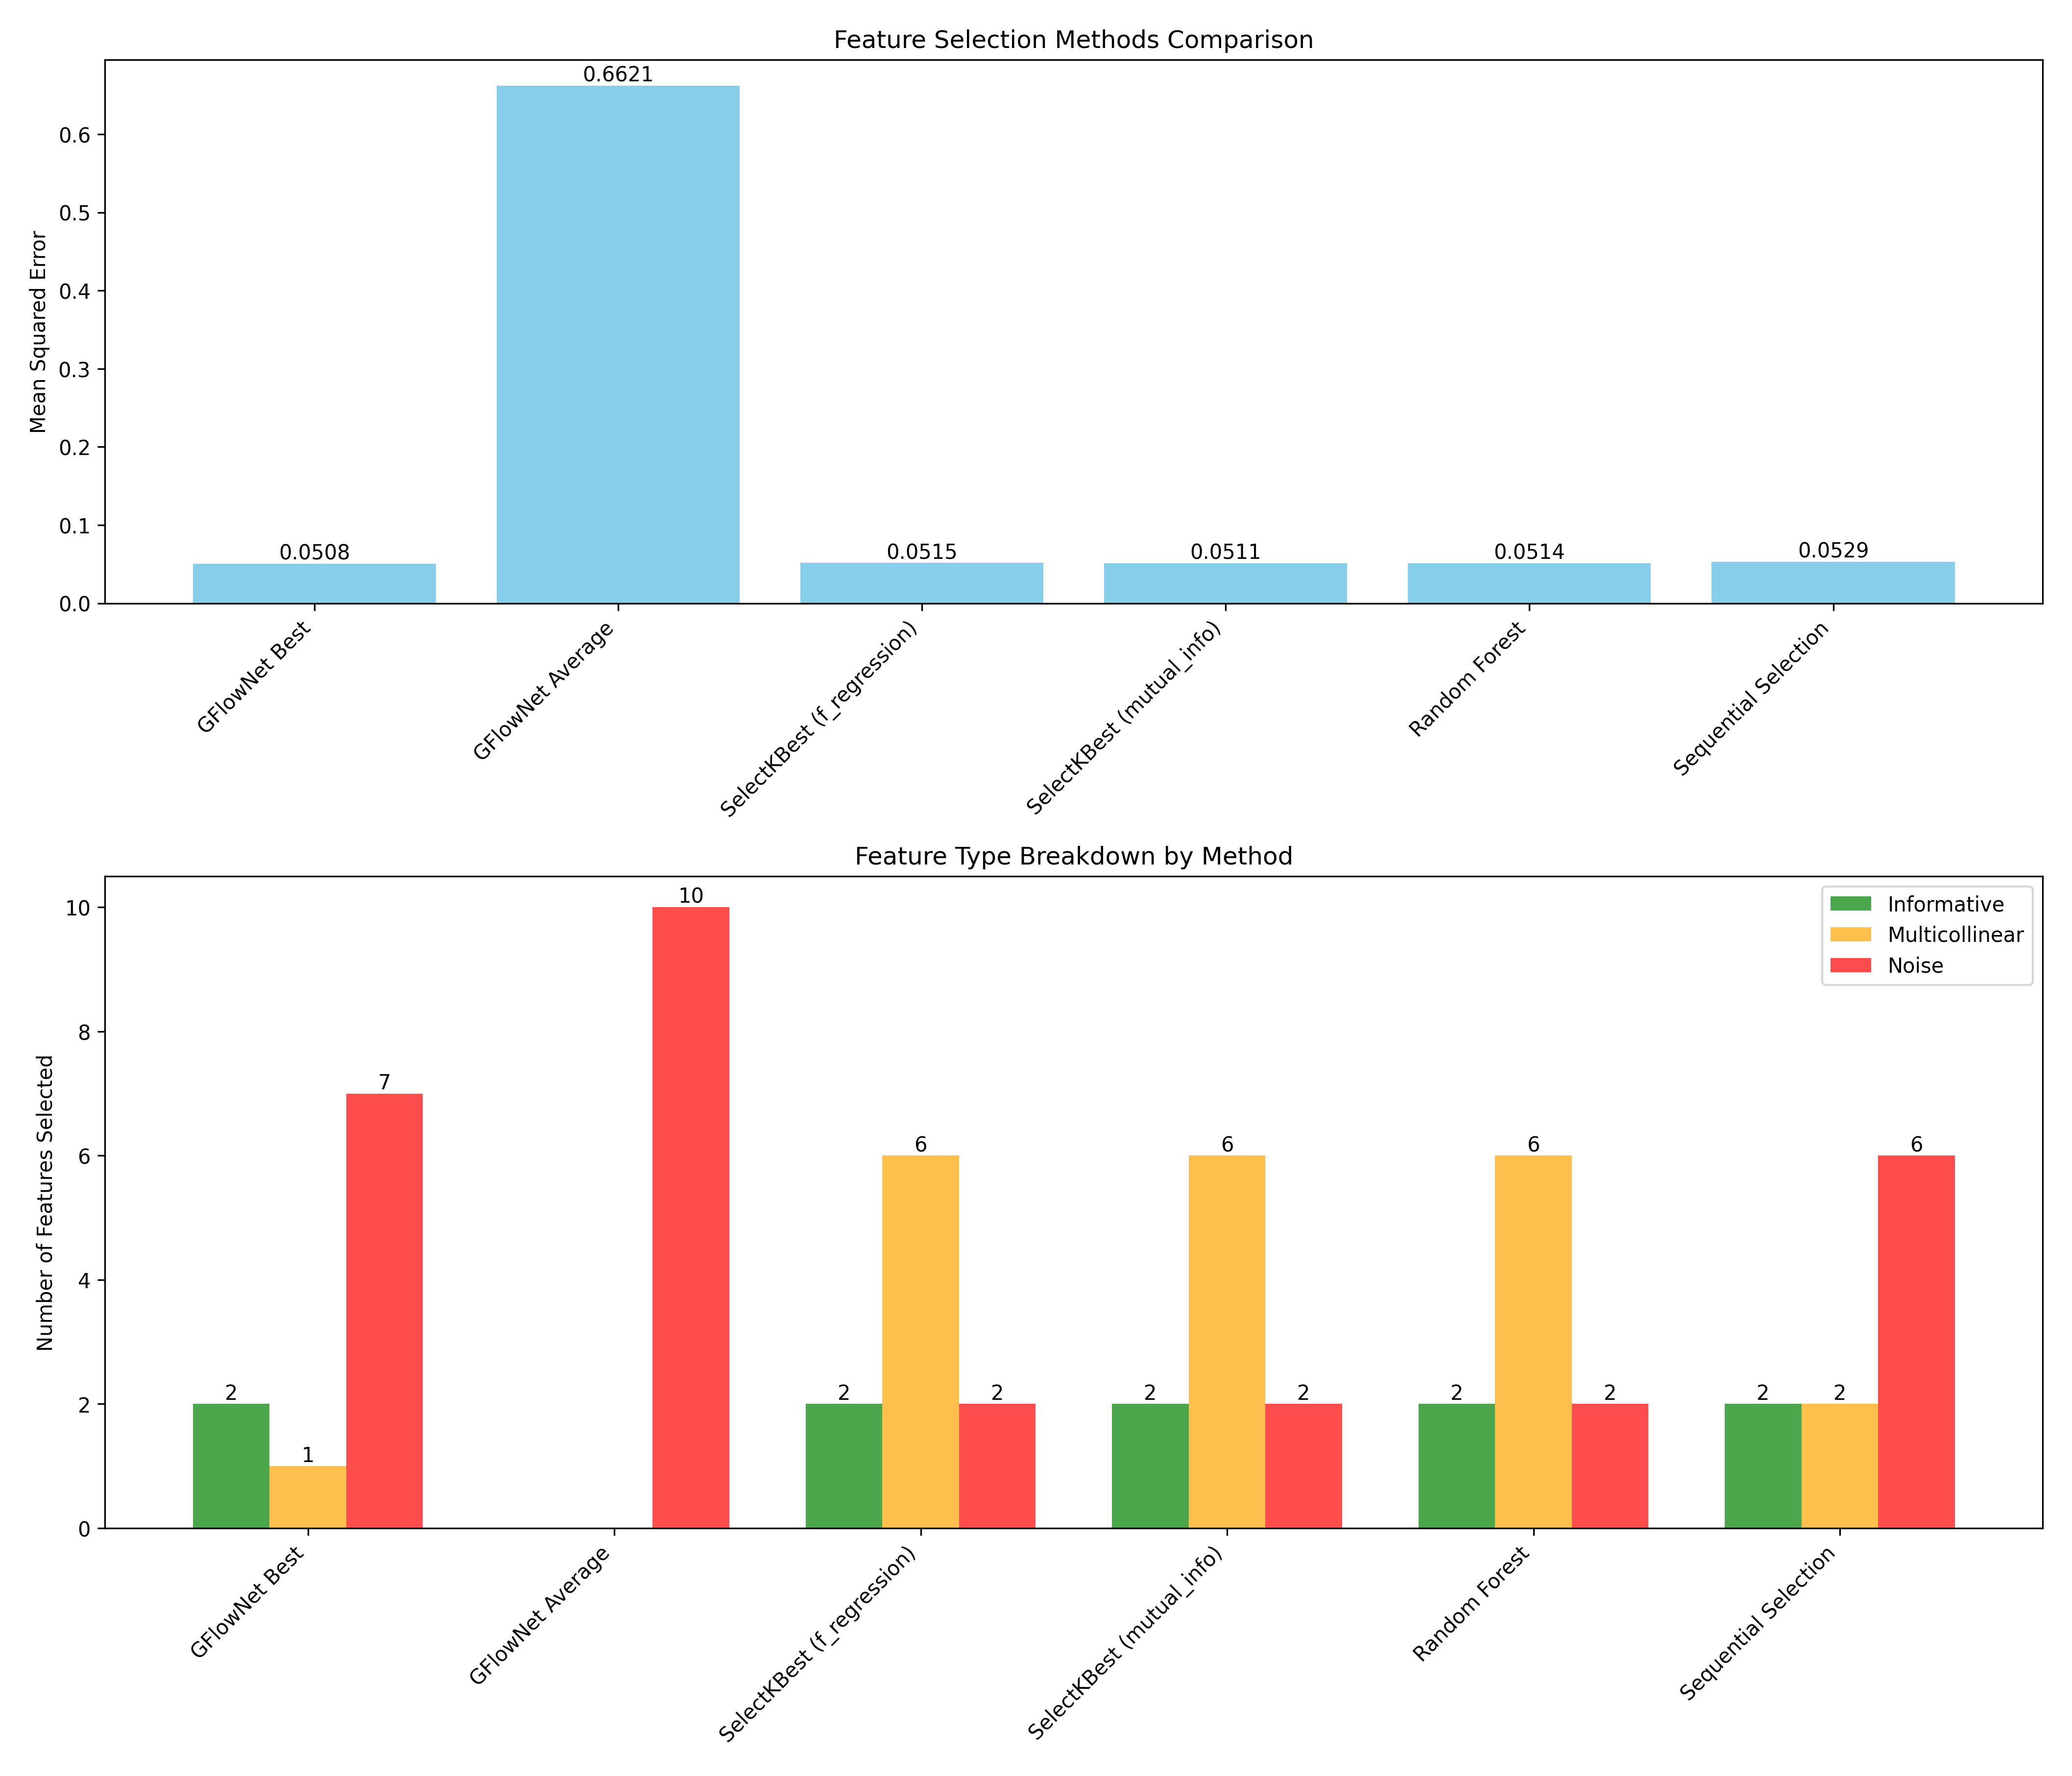 Feature Selection Methods Comparison
Mean Squared Error
0.6
0.5
0.4
0.3
0.2
0.1
0.0
0.0508
0.6621
0.0515
0.0511
0.0514
0.0529
GFlowNet Best
GFlowNet Average
SelectKBest (f_regression)
SelectKBest (mutual_info)
Random Forest
Sequential Selection
Feature Type Breakdown by Method
Number of Features Selected
10
8
6
4
2
0
2
1
7
10
2
6
2
2
6
2
2
6
2
2
2
6
Informative
Multicollinear
Noise
GFlowNet Best
GFlowNet Average
SelectKBest (f_regression)
SelectKBest (mutual_info)
Random Forest
Sequential Selection